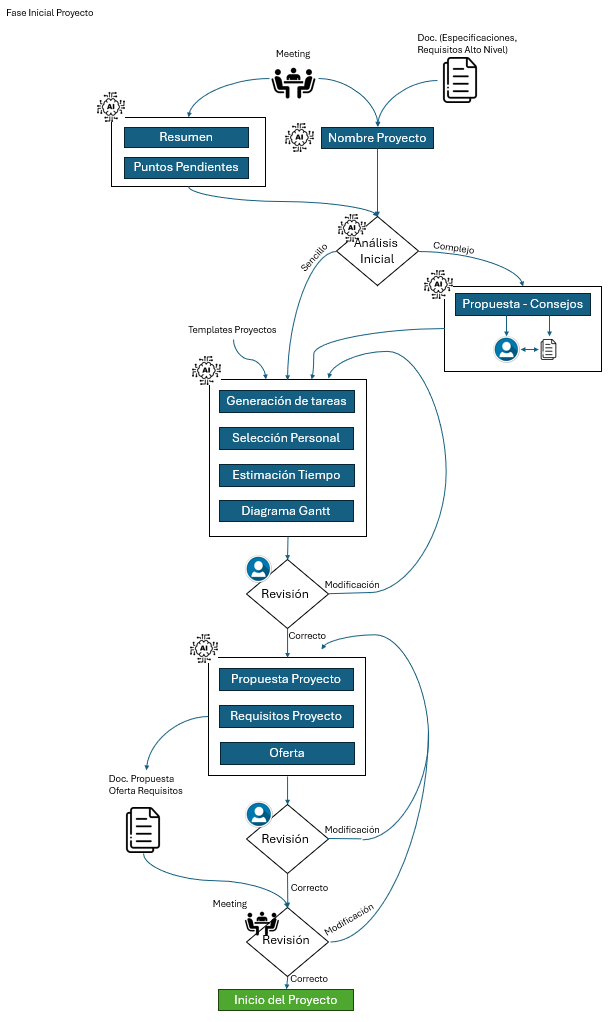 Fase Inicial Proyecto
Doc. (Especificaciones,
Requisitos Alto Nivel)
Meeting
AI
Resumen
Puntos Pendientes
AI
Nombre Proyecto
AI
Análisis
Inicial
Sencillo
Complejo
AI
Propuesta - Consejos
Templates Proyectos
AI
Generación de tareas
Selección Personal
Estimación Tiempo
Diagrama Gantt
Revisión
Modificación
Correcto
AI
Propuesta Proyecto
Requisitos Proyecto
Oferta
Doc. Propuesta
Oferta Requisitos
Revisión
Modificación
Correcto
Meeting
Revisión
Modificación
Correcto
Inicio del Proyecto